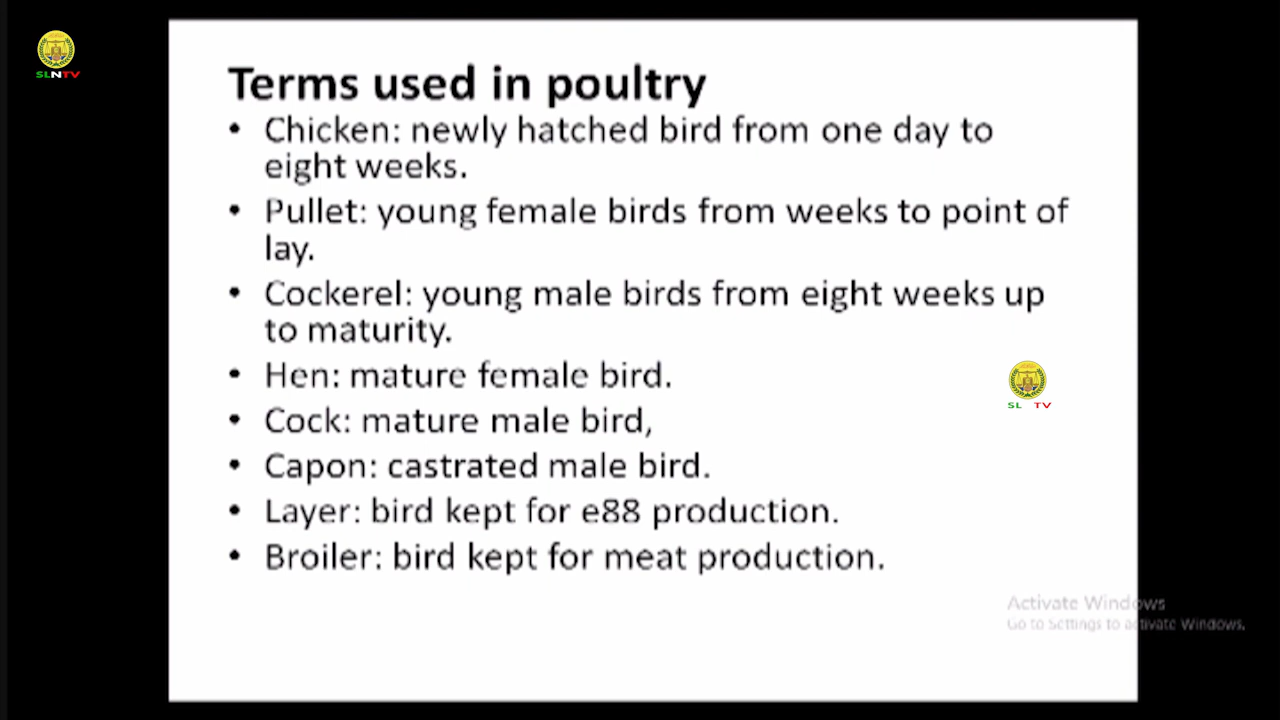 SLNTV
Terms used in poultry
• Chicken: newly hatched bird from one day to
eight weeks.
• Pullet: young female birds from weeks to point of
lay.
• Cockerel: young male birds from eight weeks up
to maturity.
• Hen: mature female bird.
• Cock: mature male bird,
• Capon: castrated male bird.
• Layer: bird kept for e88 production.
• Broiler: bird kept for meat production.
SL TV
Activate Windows
Go to Settings to activate Windows.